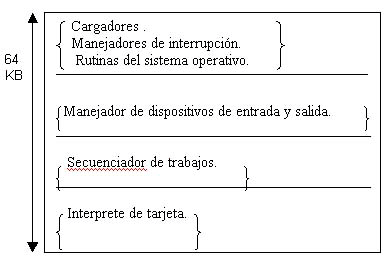 Cargadores .
Manejadores de interrupción.
Rutinas del sistema operativo.
64
KB
Manejador de dispositivos de entrada y salida.
Secuenciador de trabajos.
Interprete de tarjeta.